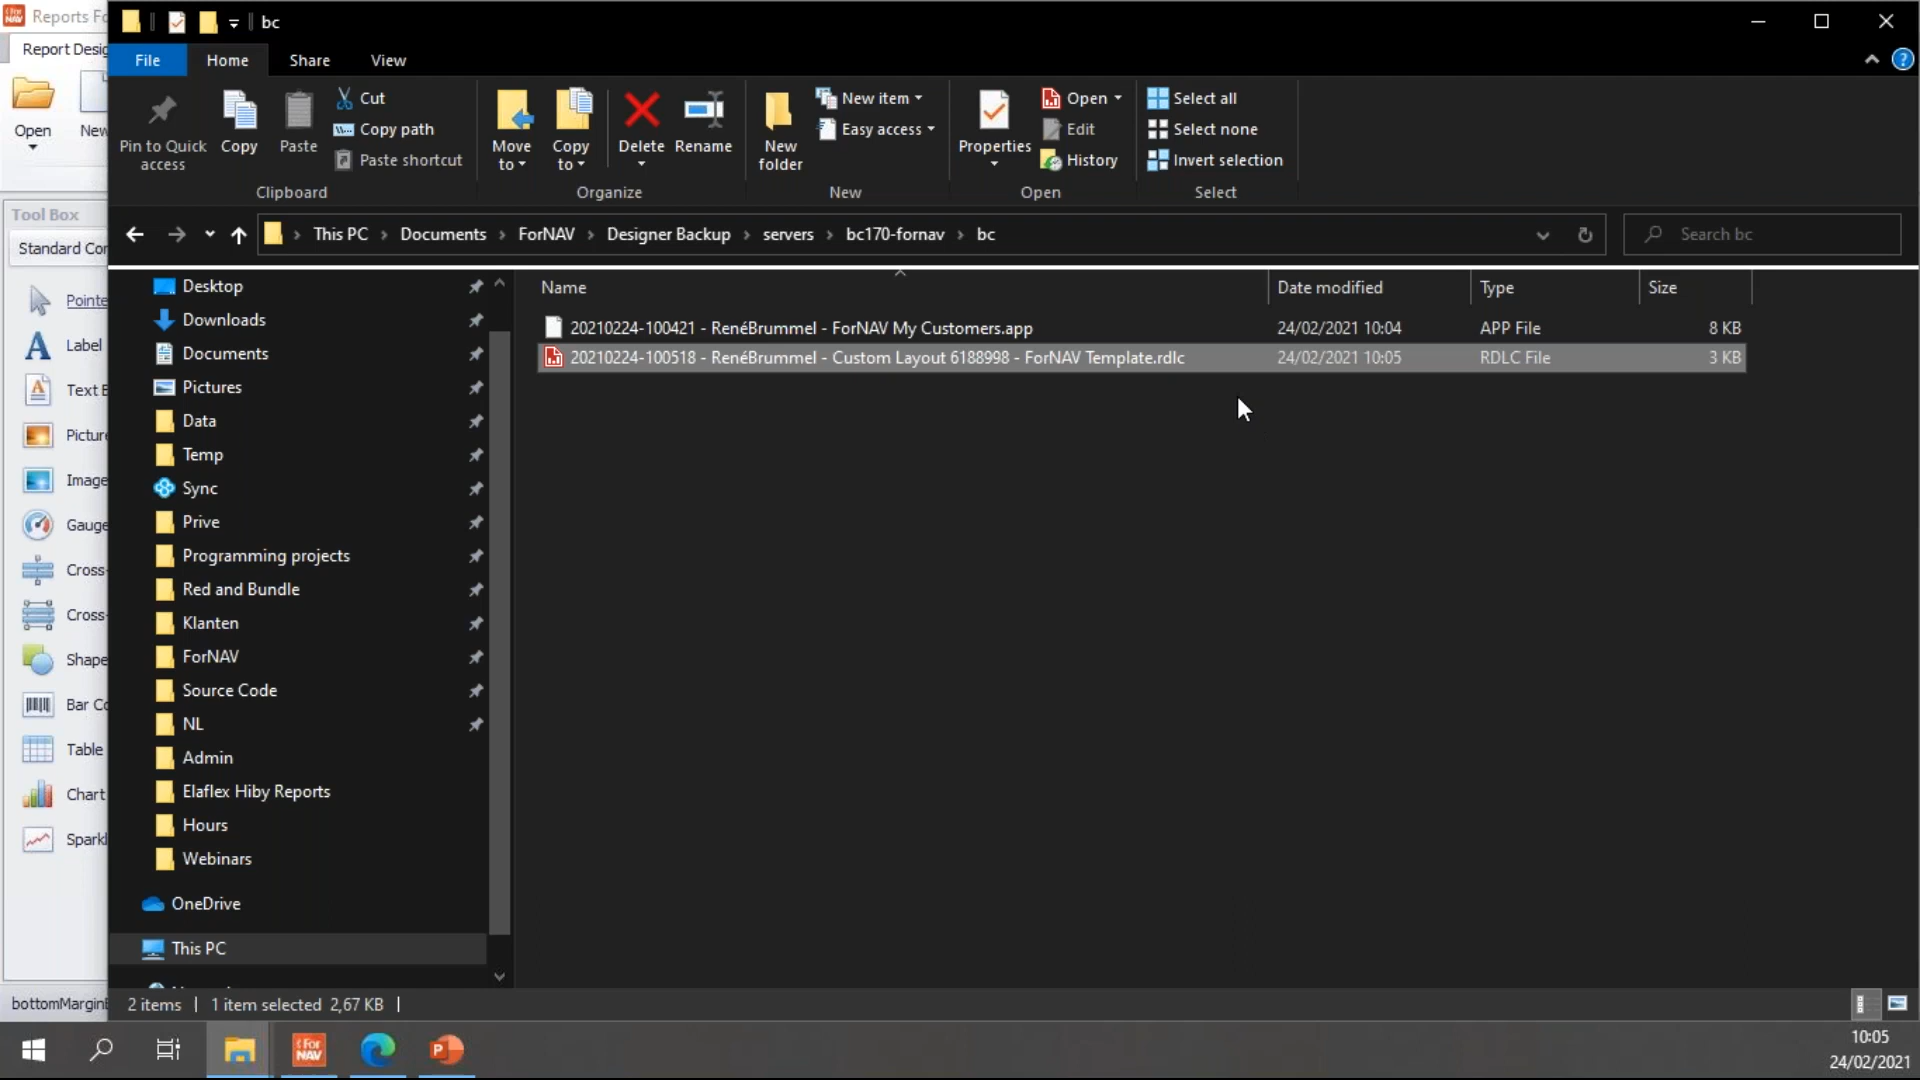 Reports Fo
bc
Report Desig
File
Home
Share
View
Open
New
Pin to Quick access
Copy
Paste
Cut
Copy path
Paste shortcut
Clipboard
Move to
Copy to
Delete
Rename
Organize
New folder
New item
Easy access
New
Properties
Open
Edit
History
Open
Select all
Select none
Invert selection
Select
Tool Box
This PC
Documents
ForNAV
Designer Backup
servers
bc170-fornav
bc
Search bc
Standard Con
Name
Date modified
Type
Size
20210224-100421 - RenéBrummel - ForNAV My Customers.app
24/02/2021 10:04
APP File
8 KB
20210224-100518 - RenéBrummel - Custom Layout 6188998 - ForNAV Template.rdlc
24/02/2021 10:05
RDLC File
3 KB
Pointe
Label
Text B
Picture
Image
Gauge
Cross-
Cross-
Shape
Bar Co
Table
Chart
Sparkl
Desktop
Downloads
Documents
Pictures
Data
Temp
Sync
Prive
Programming projects
Red and Bundle
Klanten
ForNAV
Source Code
NL
Admin
Elaflex Hiby Reports
Hours
Webinars
OneDrive
This PC
bottomMarginB
2 items
1 item selected 2,67 KB
For NAV
P
10:05
24/02/2021